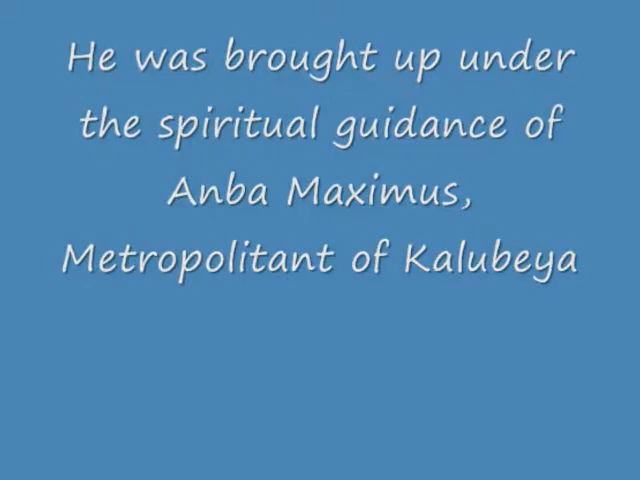 He was brought up under
the spiritual guidance of
Anba Maximus,
Metropolitant of Kalubeya